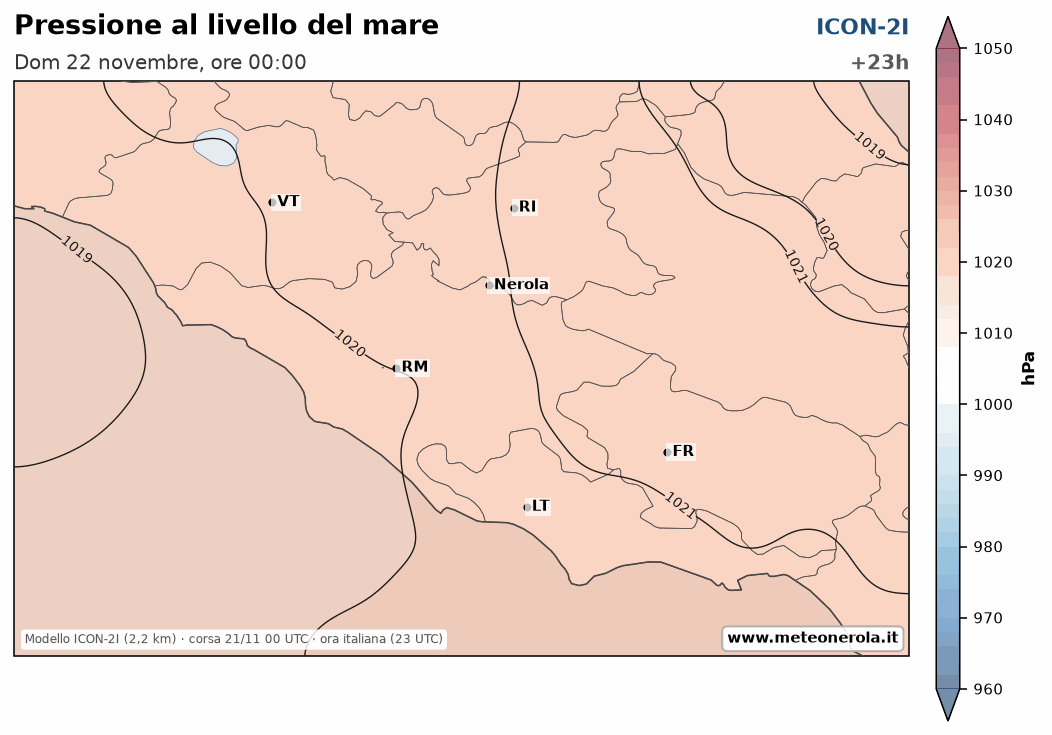 Pressione al livello del mare
ICON-2I
Dom 22 novembre, ore 00:00
+23h
1019
1019
VT
RI
1020
1021
Nerola
1020
RM
FR
1021
LT
Modello ICON-2I (2,2 km) · corsa 21/11 00 UTC · ora italiana (23 UTC)
www.meteonerola.it
1050
1040
1030
1020
1010
1000
990
980
970
960
hPa